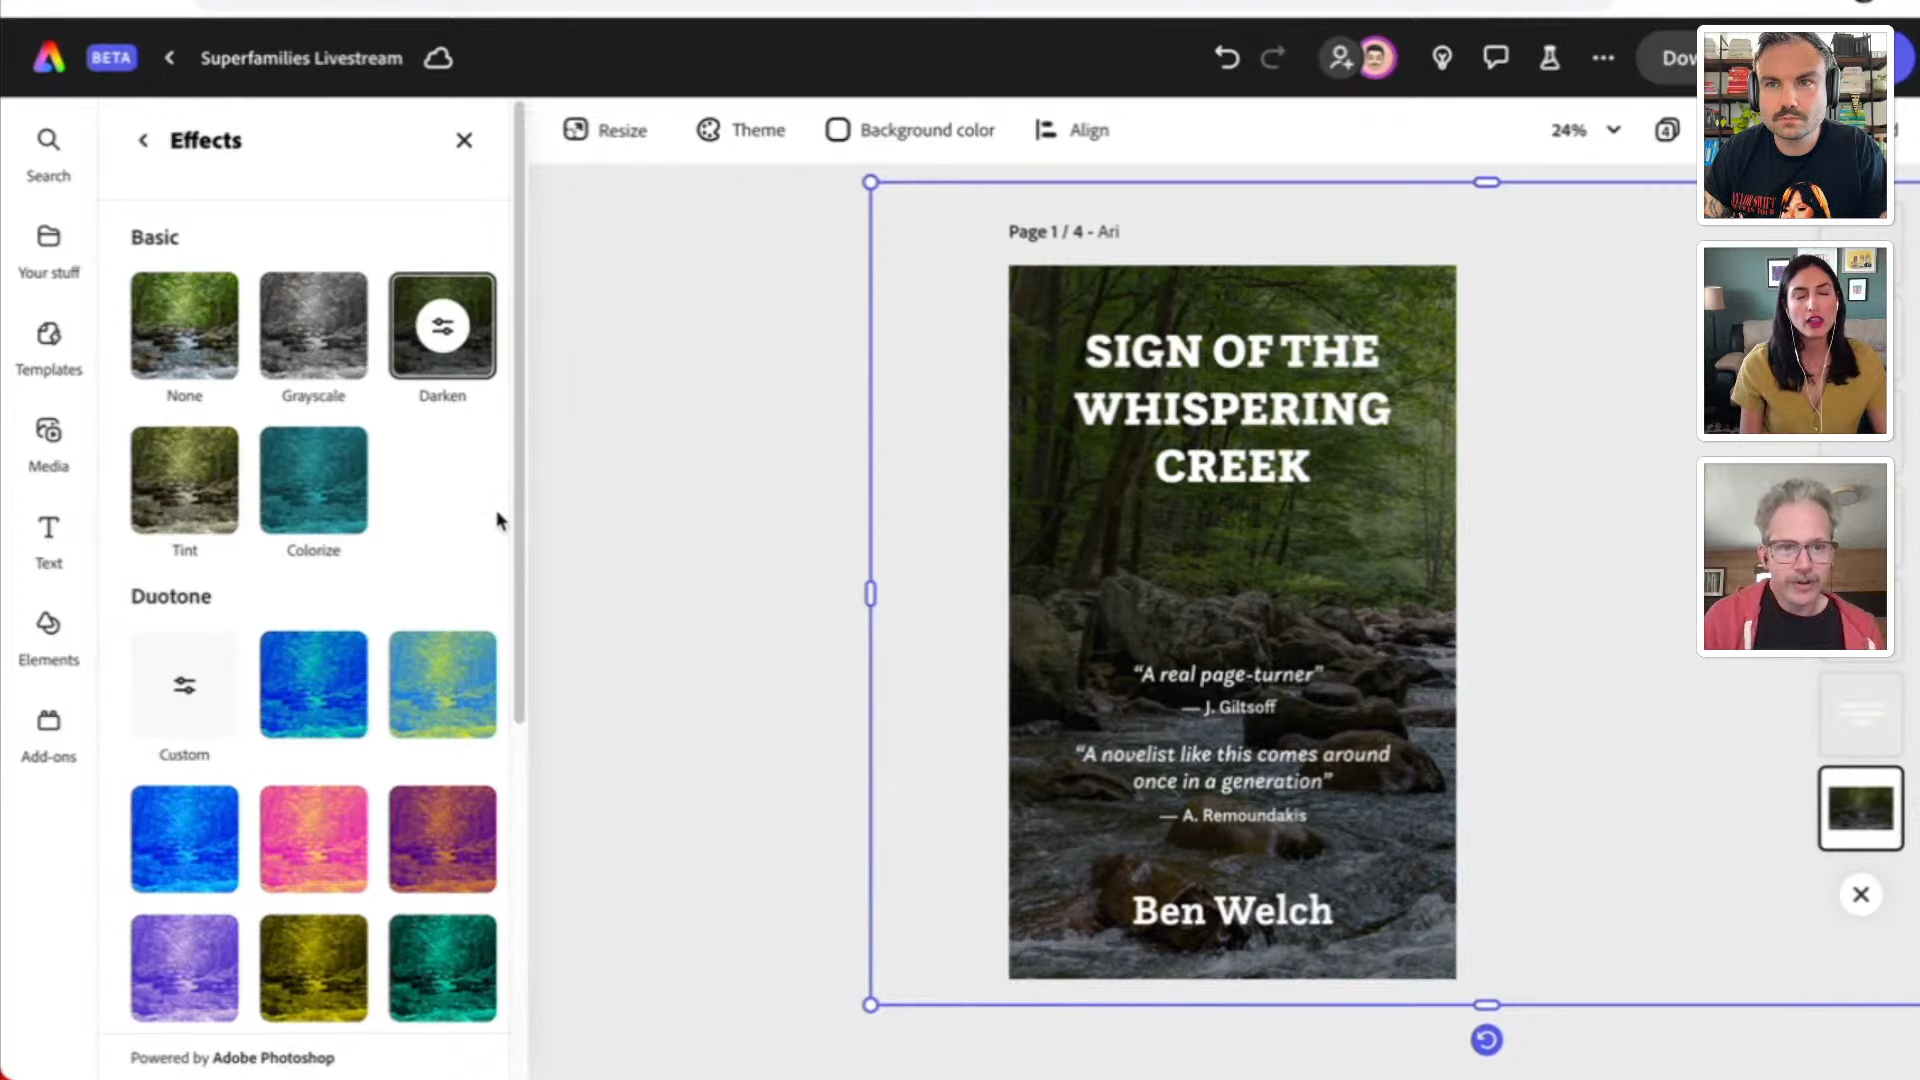 BETA
Superfamilies Livestream
Dow
Search
Your stuff
Templates
Media
Text
Elements
Add-ons
Effects
Basic
None
Grayscale
Darken
Tint
Colorize
Duotone
Custom
Powered by Adobe Photoshop
Resize
Theme
Background color
Align
24%
4
Page 1 / 4 - Ari
SIGN OF THE
WHISPERING
CREEK
“A real page-turner”
— J. Giltsoff
“A novelist like this comes around
once in a generation”
— A. Remoundakis
Ben Welch